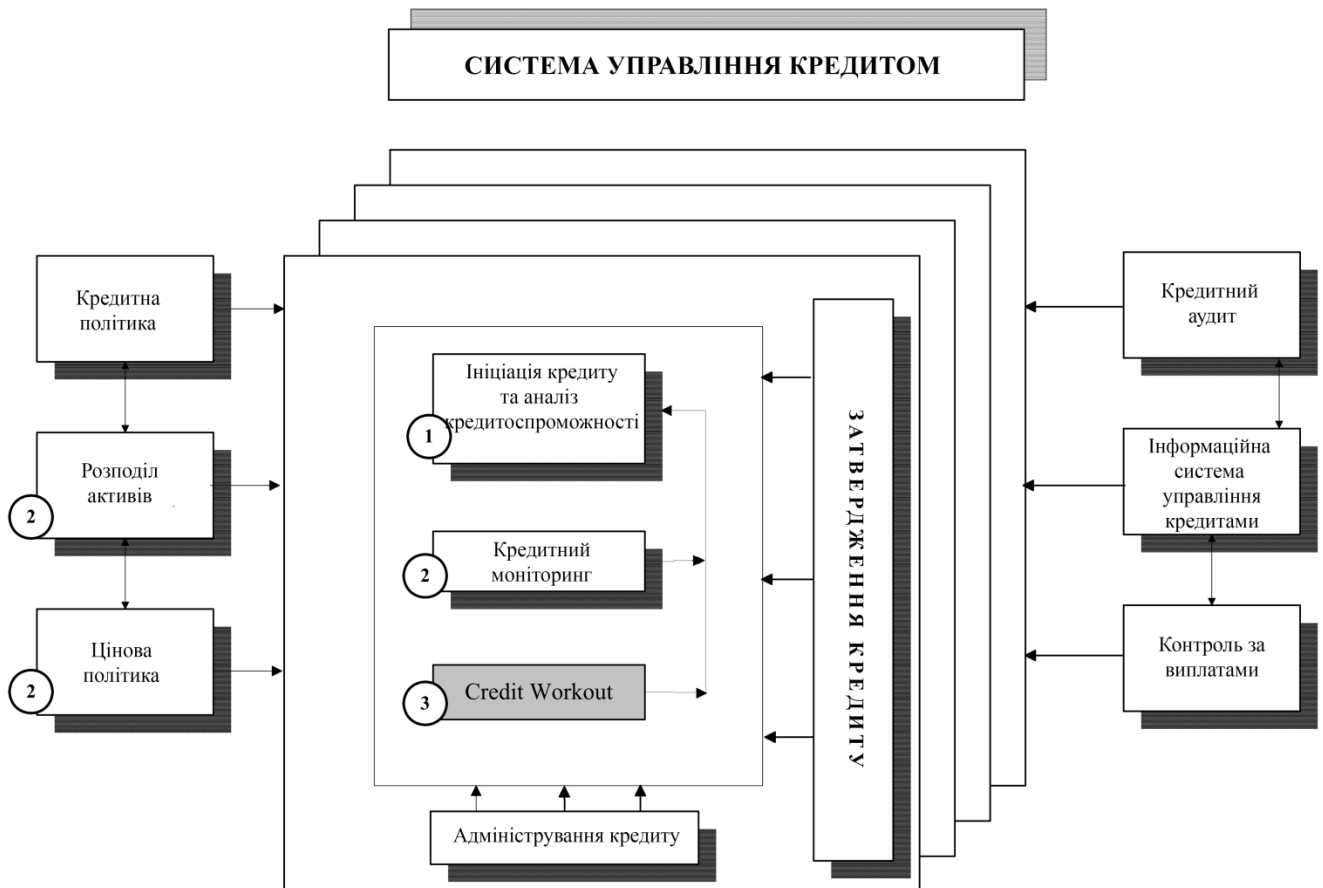 СИСТЕМА УПРАВЛІННЯ КРЕДИТОМ
Кредитна
політика
Розподіл
активів
2
Цінова
політика
2
Ініціація кредиту
та аналіз
кредитоспроможності
1
Кредитний
моніторинг
2
Credit Workout
3
Адміністрування кредиту
ЗАТВЕРДЖЕННЯ КРЕДИТУ
Кредитний
аудит
Інформаційна
система
управління
кредитами
Контроль за
виплатами